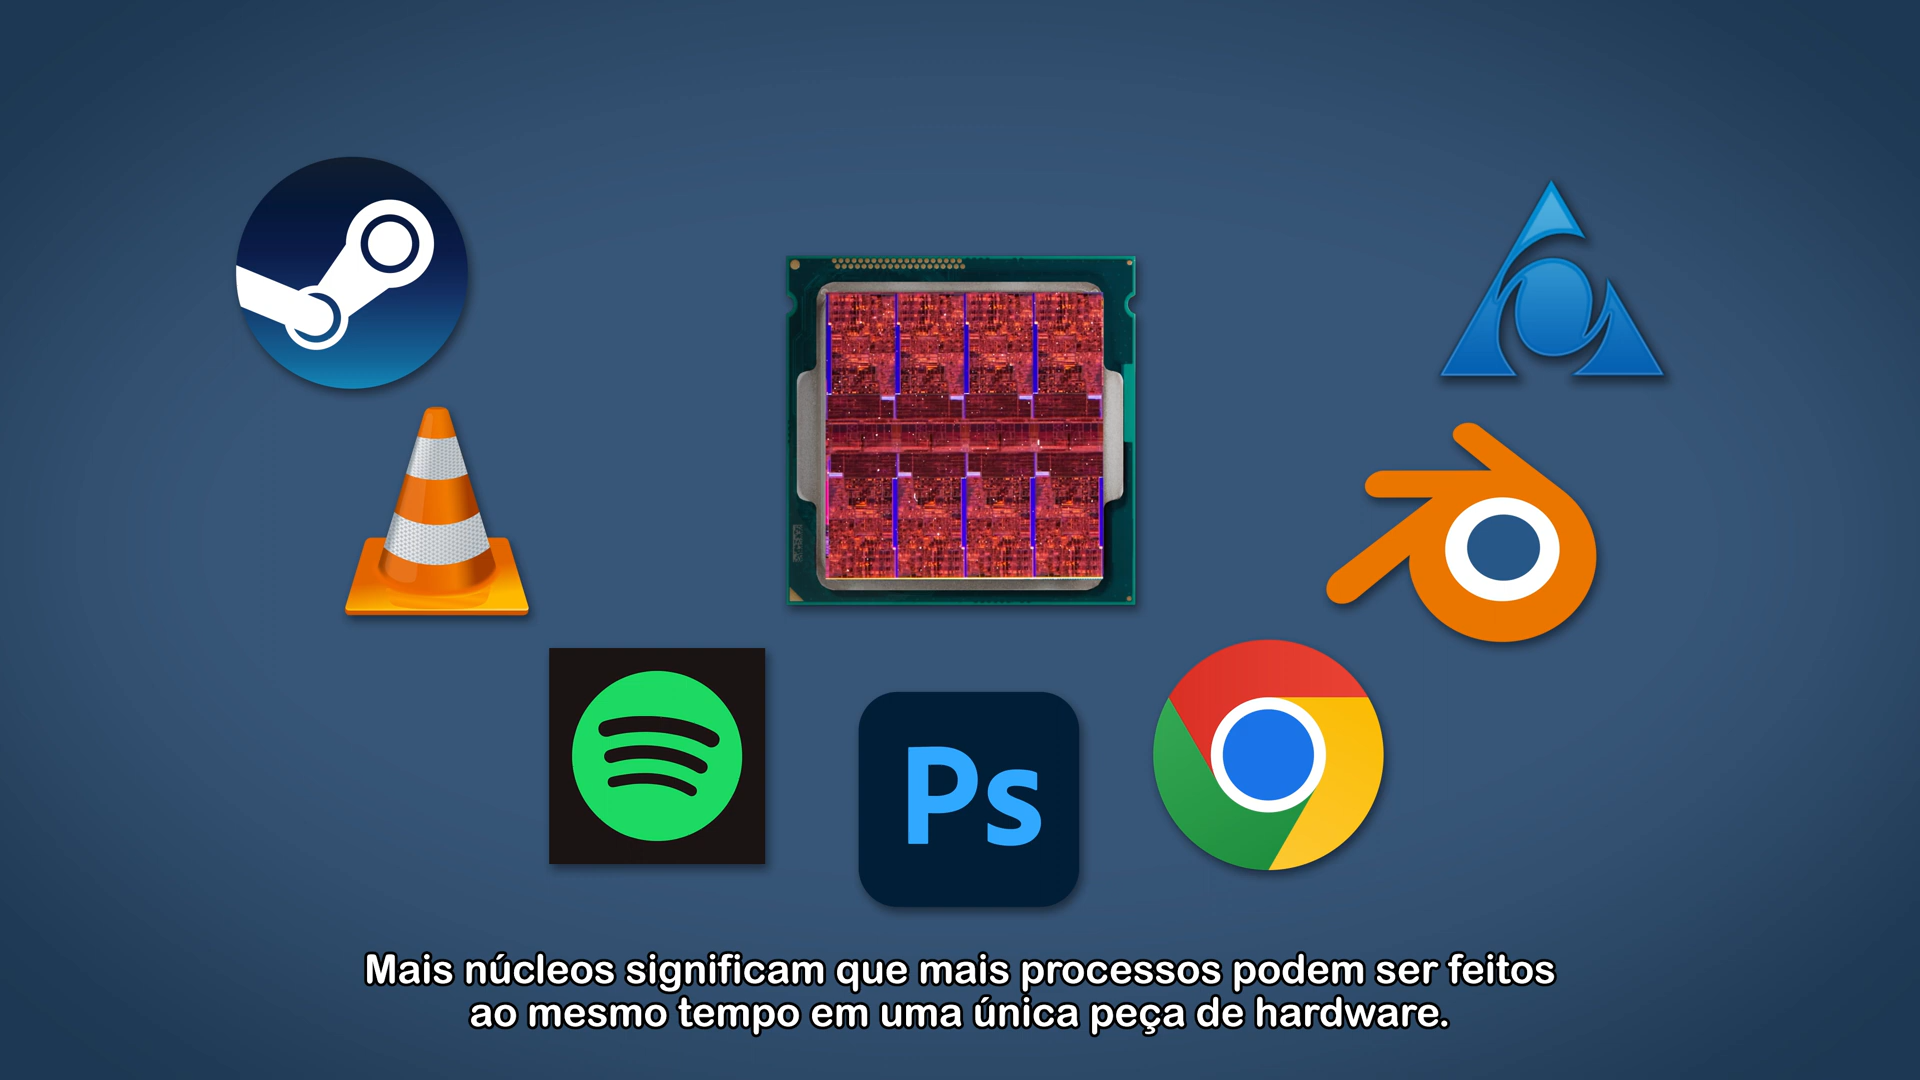 Ps
Mais núcleos significam que mais processos podem ser feitos
ao mesmo tempo em uma única peça de hardware.